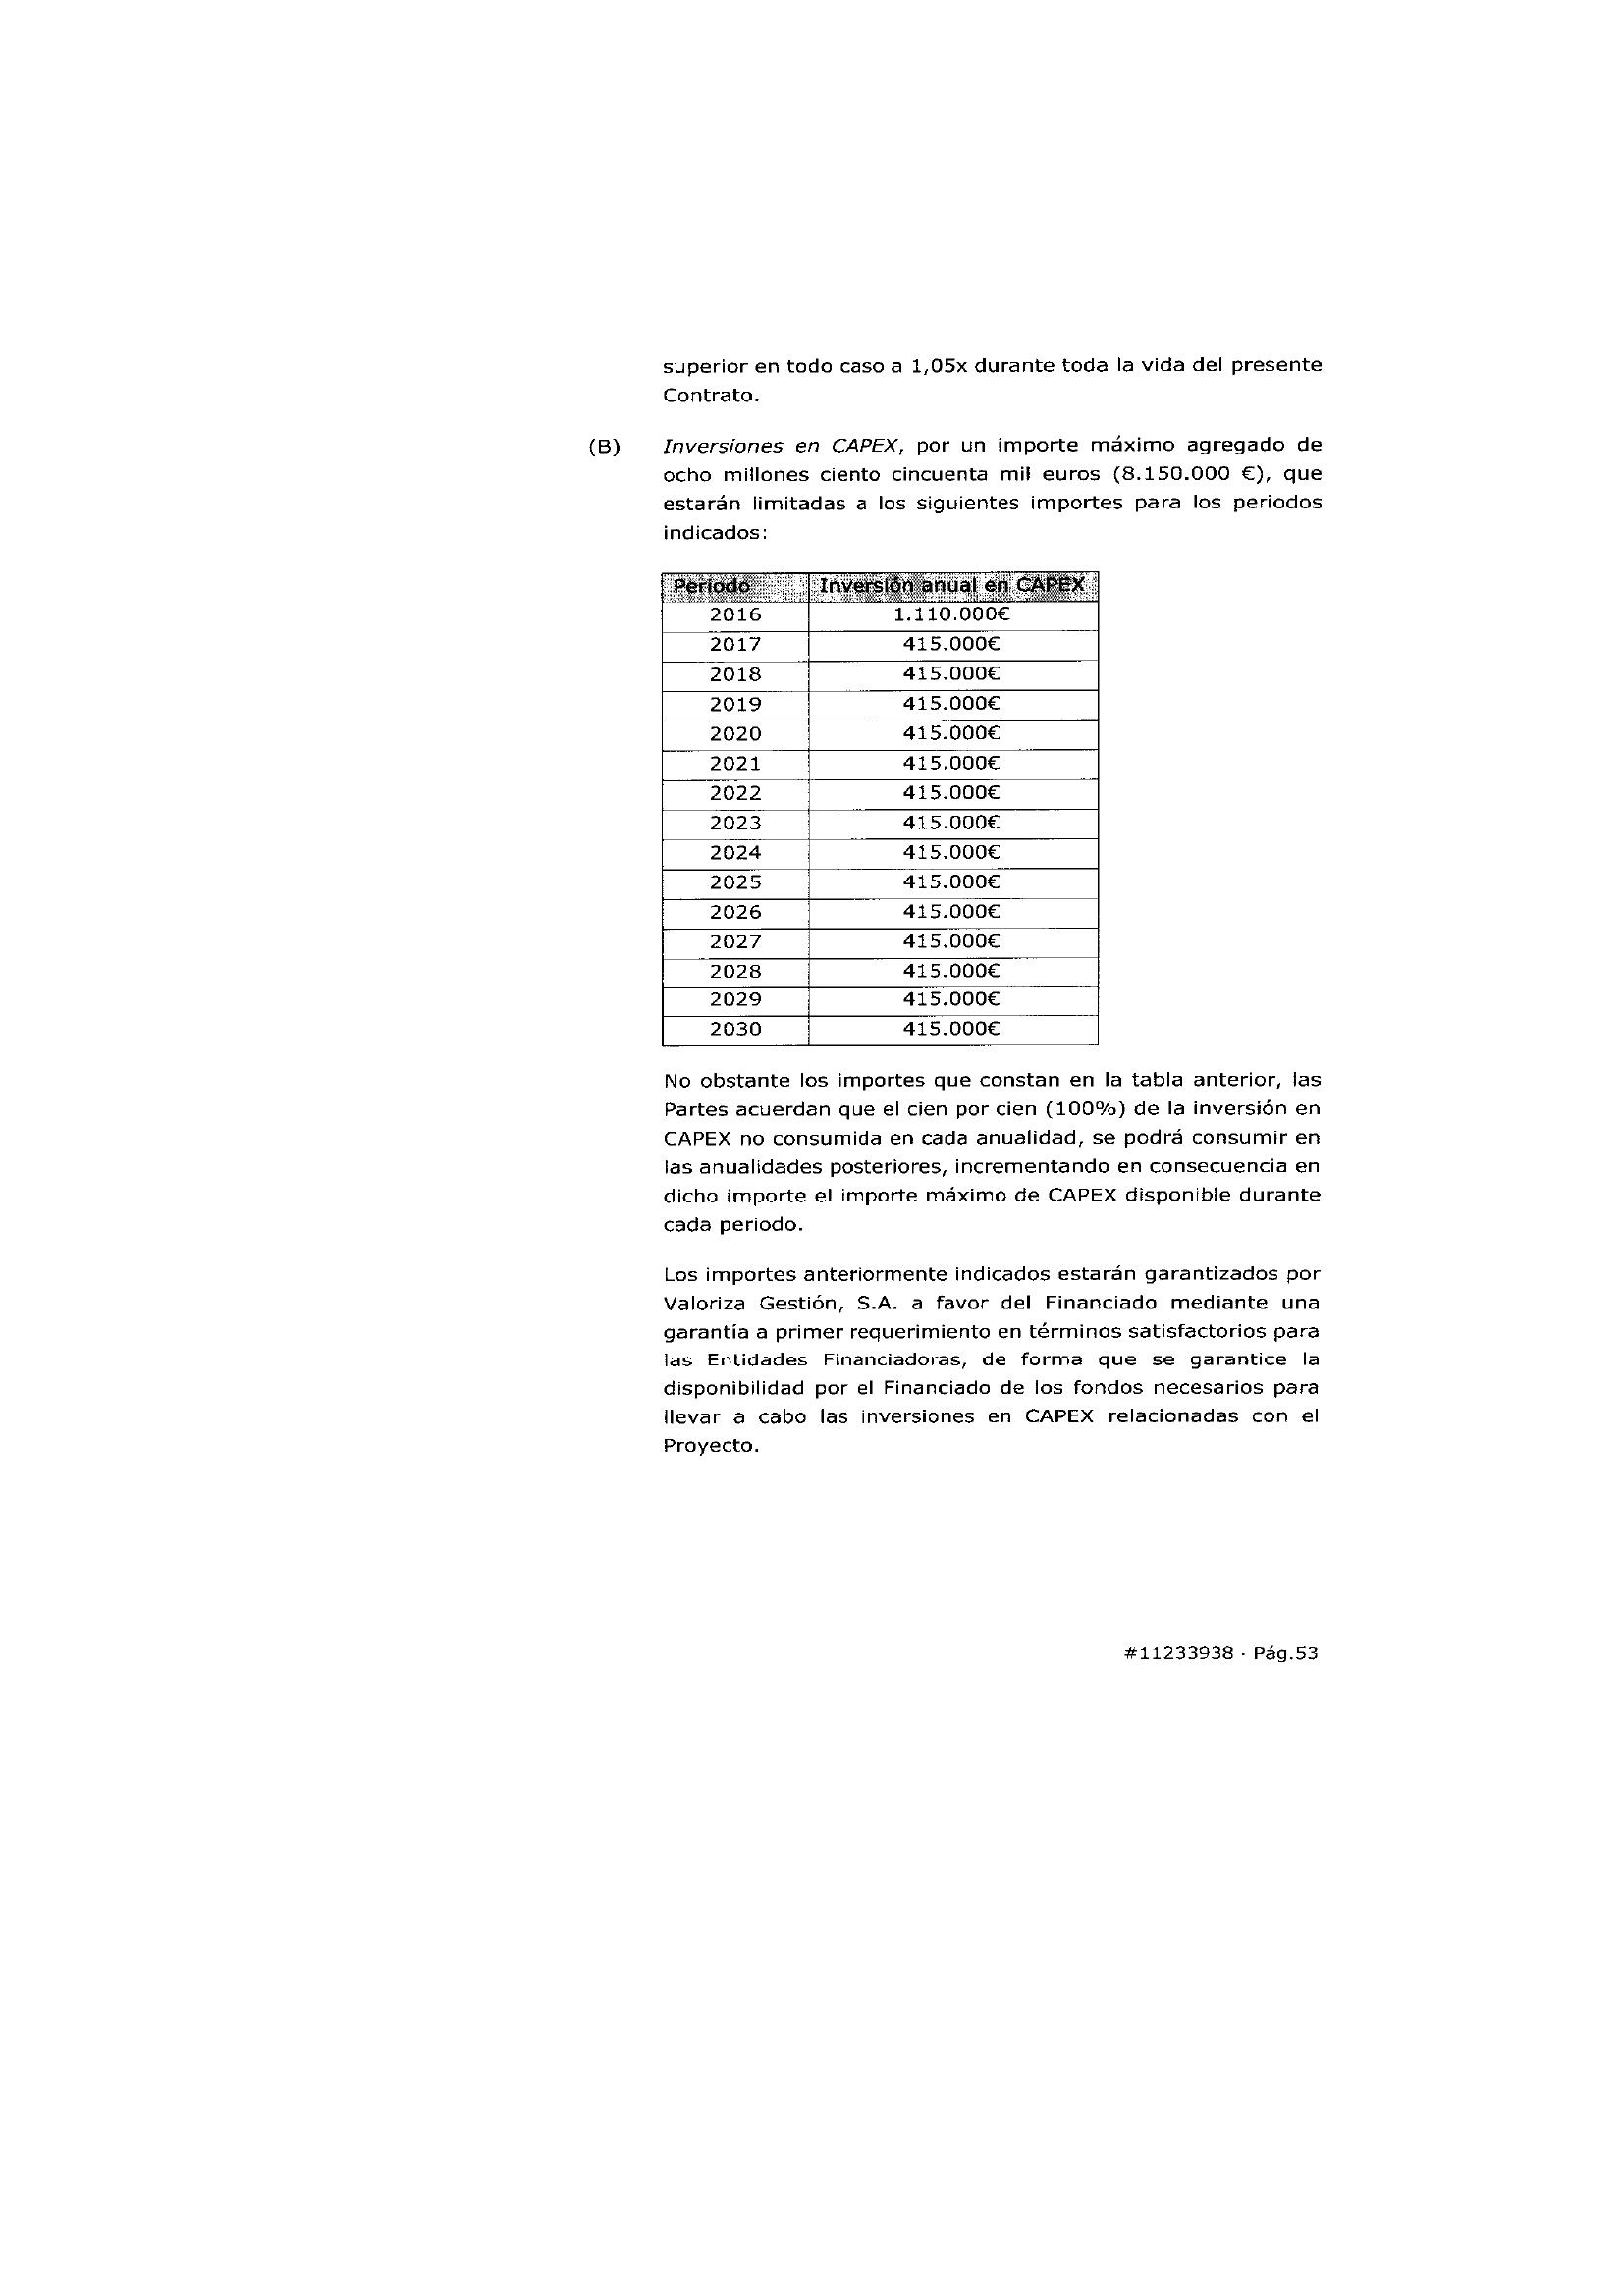 superior en todo caso a 1,05x durante toda la vida del presente
Contrato.
(B) Inversiones en CAPEX, por un importe máximo agregado de
ocho millones ciento cincuenta mil euros (8.150.000 €), que
estarán limitadas a los siguientes importes para los periodos
indicados:
Periodo Inversión anual en CAPEX
2016 1.110.000€
2017 415.000€
2018 415.000€
2019 415.000€
2020 415.000€
2021 415.000€
2022 415.000€
2023 415.000€
2024 415.000€
2025 415.000€
2026 415.000€
2027 415.000€
2028 415.000€
2029 415.000€
2030 415.000€
No obstante los importes que constan en la tabla anterior, las
Partes acuerdan que el cien por cien (100%) de la inversión en
CAPEX no consumida en cada anualidad, se podrá consumir en
las anualidades posteriores, incrementando en consecuencia en
dicho importe el importe máximo de CAPEX disponible durante
cada periodo.
Los importes anteriormente indicados estarán garantizados por
Valoriza Gestión, S.A. a favor del Financiado mediante una
garantía a primer requerimiento en términos satisfactorios para
las Entidades Financiadoras, de forma que se garantice la
disponibilidad por el Financiado de los fondos necesarios para
llevar a cabo las inversiones en CAPEX relacionadas con el
Proyecto.
#11233938 · Pág.53